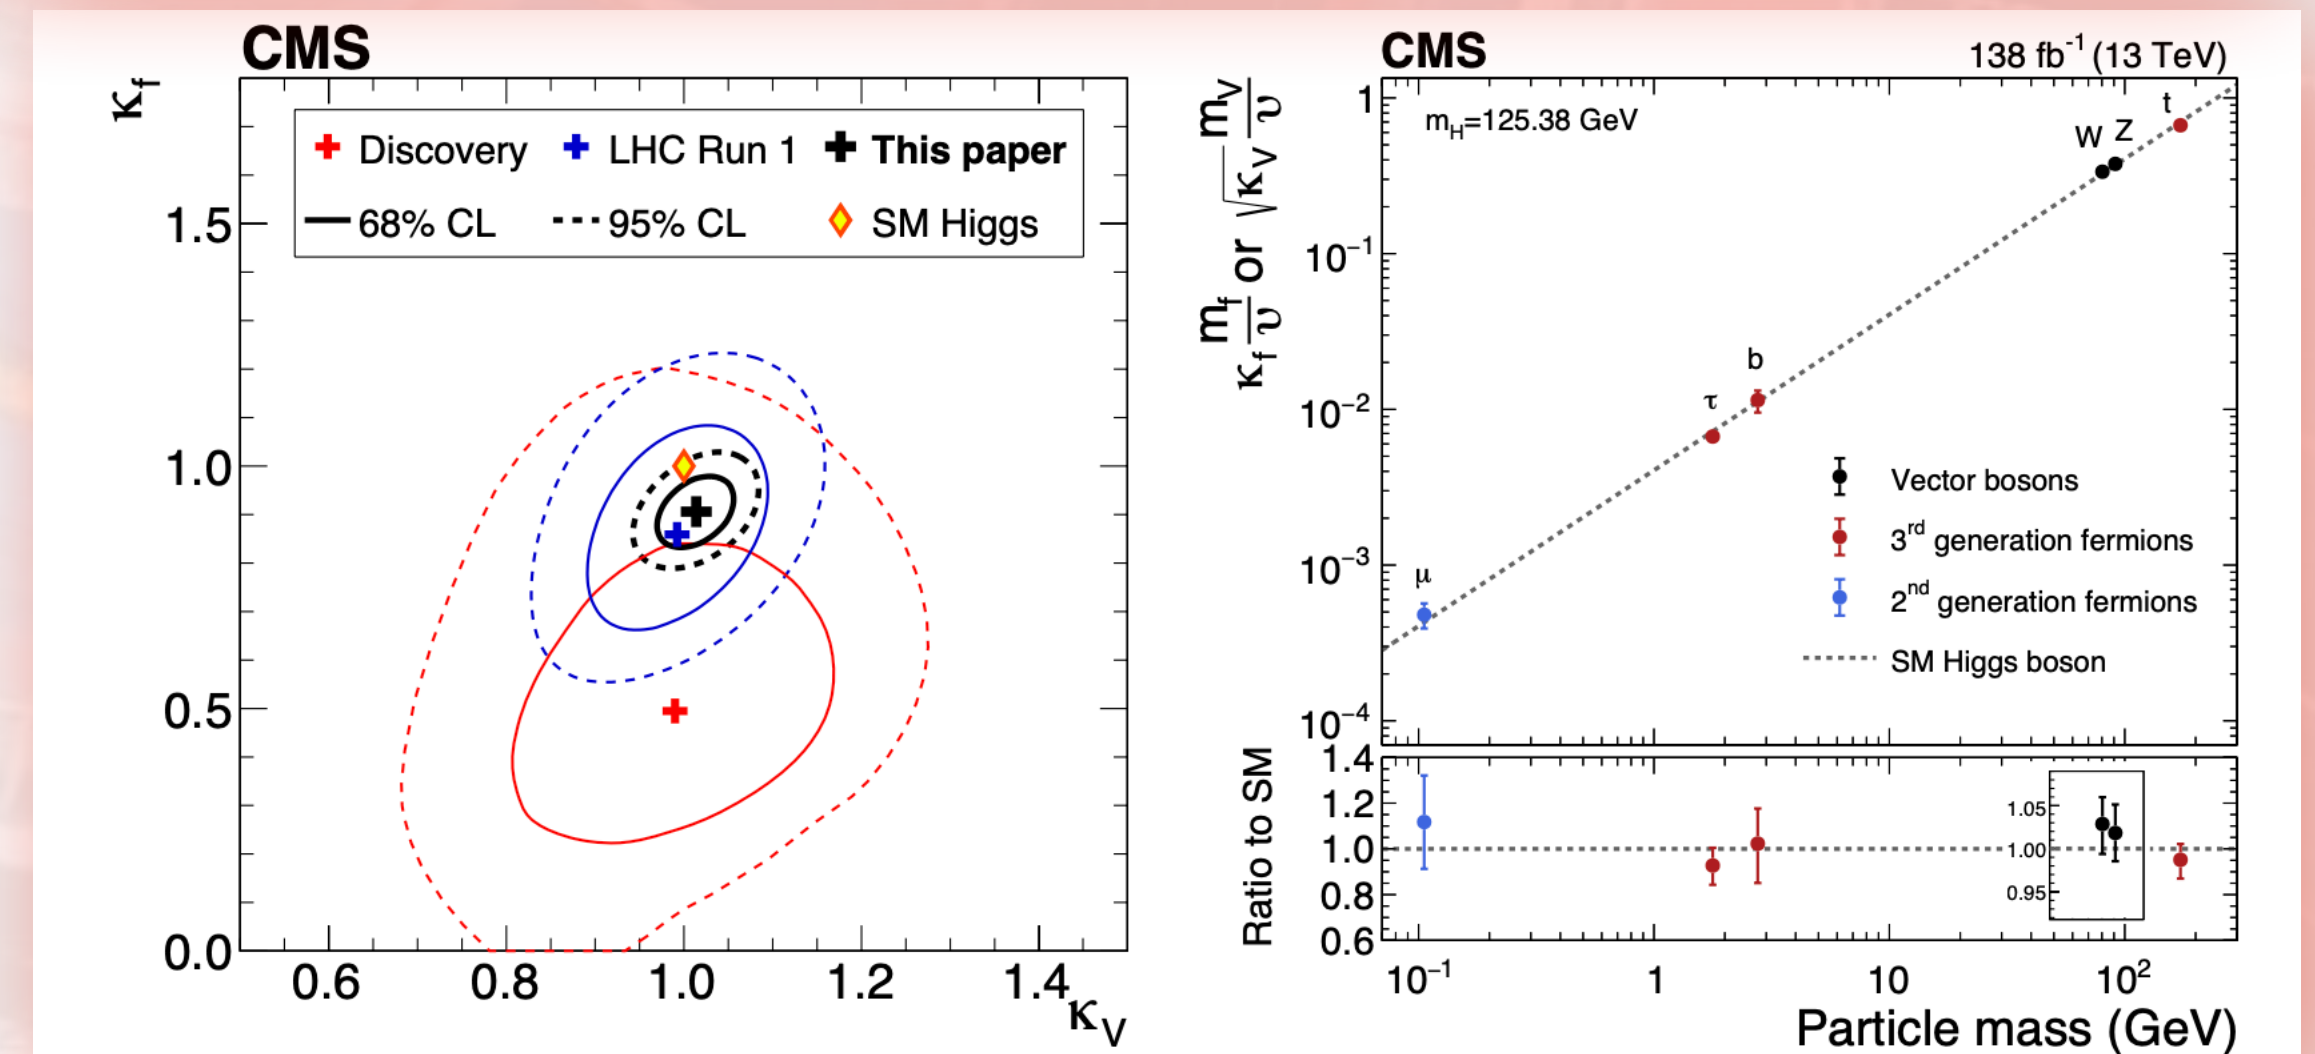 CMS
κf
Discovery
LHC Run 1
This paper
68% CL
95% CL
SM Higgs
1.5
1.0
0.5
0.0
0.6
0.8
1.0
1.2
1.4
κV
CMS
138 fb⁻¹ (13 TeV)
κf mf/υ or √κV mV/υ
mH=125.38 GeV
1
10⁻¹
10⁻²
10⁻³
10⁻⁴
μ
τ
b
W
Z
t
Vector bosons
3rd generation fermions
2nd generation fermions
SM Higgs boson
Ratio to SM
1.4
1.2
1.0
0.8
0.6
1.05
1.00
0.95
10⁻¹
1
10
10²
Particle mass (GeV)